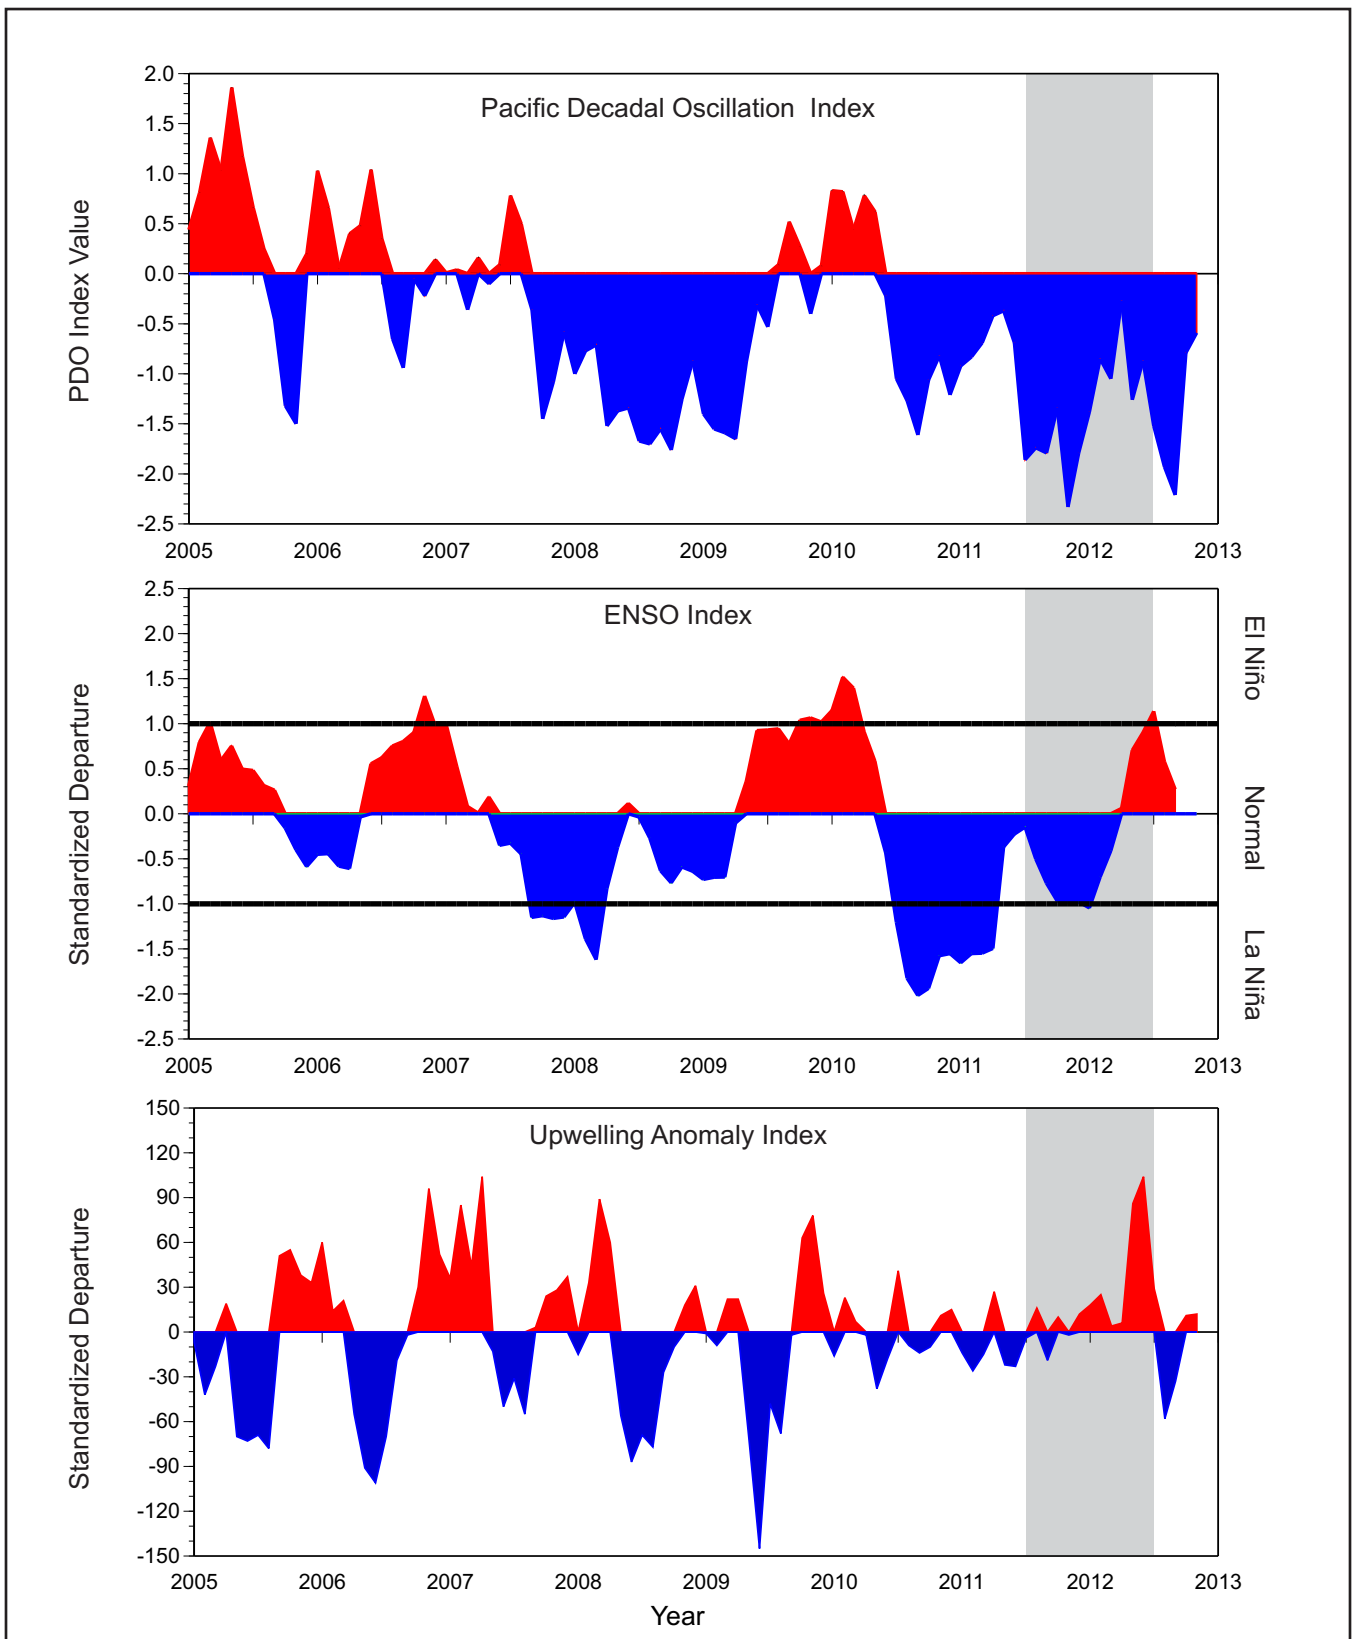 Pacific Decadal Oscillation  Index
PDO Index Value
2.0
1.5
1.0
0.5
0.0
-0.5
-1.0
-1.5
-2.0
-2.5
2005 2006 2007 2008 2009 2010 2011 2012 2013
ENSO Index
Standardized Departure
2.5
2.0
1.5
1.0
0.5
0.0
-0.5
-1.0
-1.5
-2.0
-2.5
El Niño
Normal
La Niña
2005 2006 2007 2008 2009 2010 2011 2012 2013
Upwelling Anomaly Index
Standardized Departure
150
120
90
60
30
0
-30
-60
-90
-120
-150
2005 2006 2007 2008 2009 2010 2011 2012 2013
Year